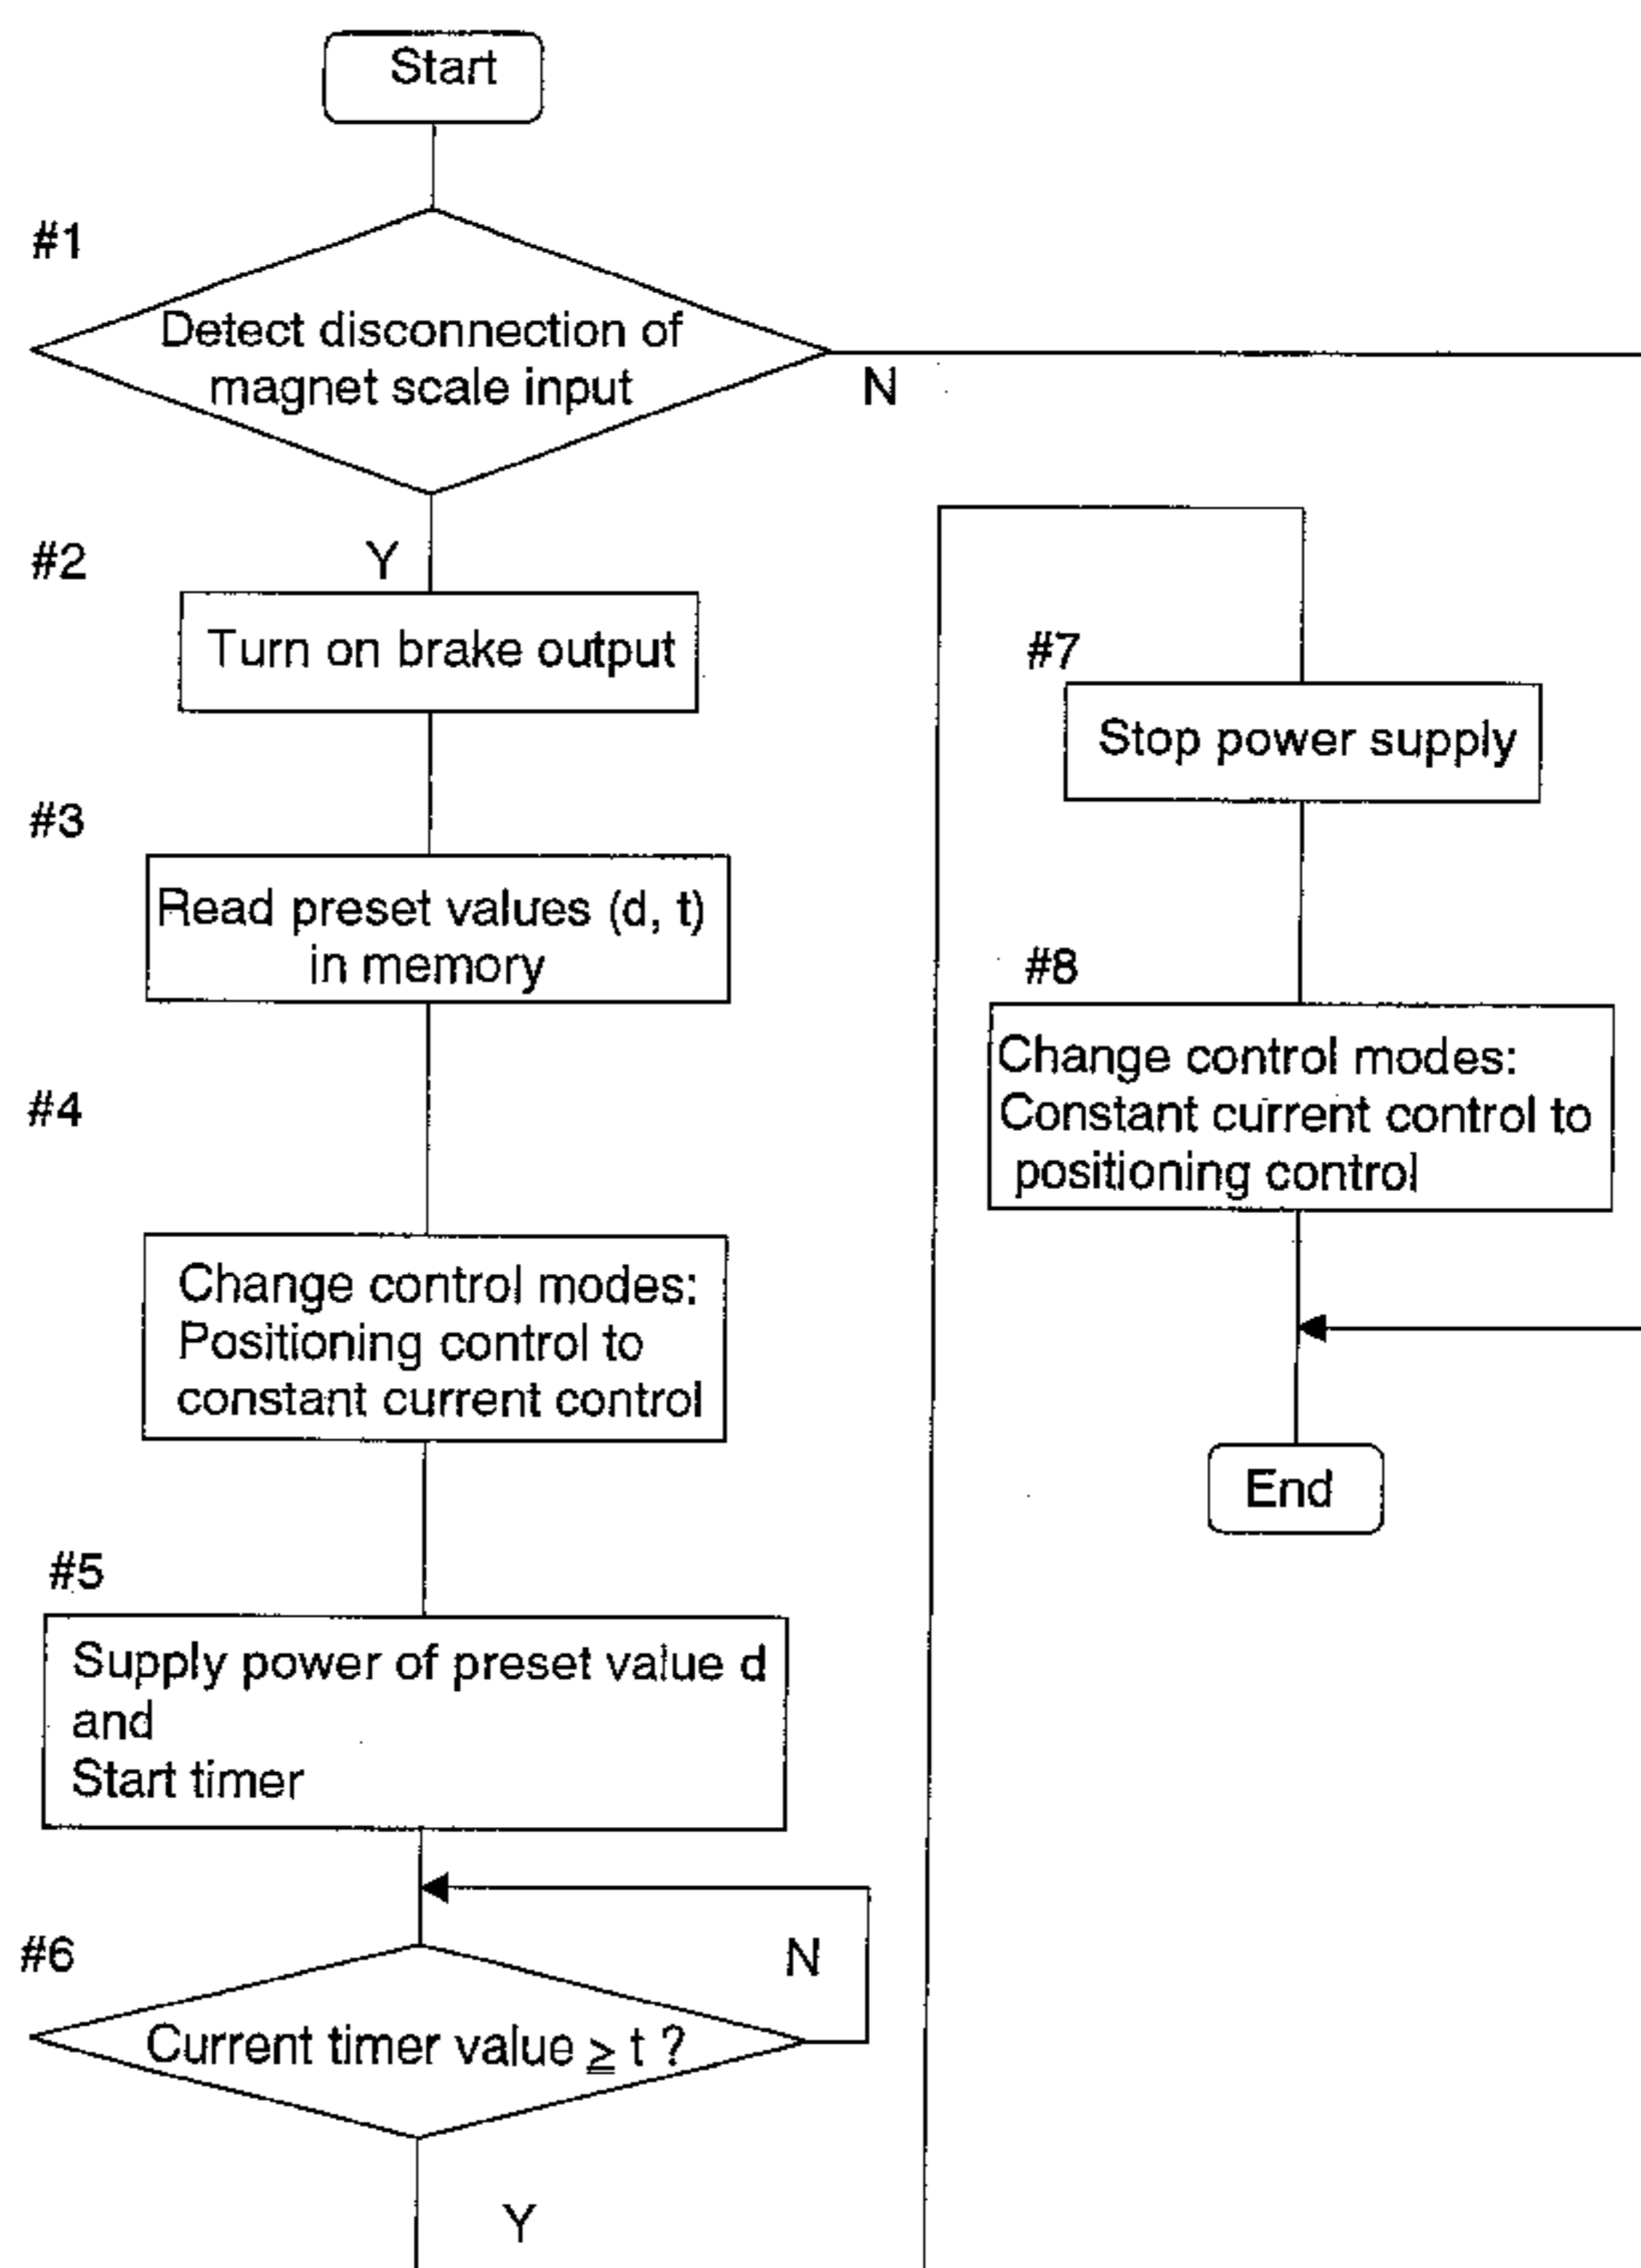 Start
#1
Detect disconnection of
magnet scale input
N
#2
Y
Turn on brake output
#3
Read preset values (d, t)
in memory
#4
Change control modes:
Positioning control to
constant current control
#5
Supply power of preset value d
and
Start timer
#6
N
Current timer value ≥ t ?
Y
#7
Stop power supply
#8
Change control modes:
Constant current control to
positioning control
End